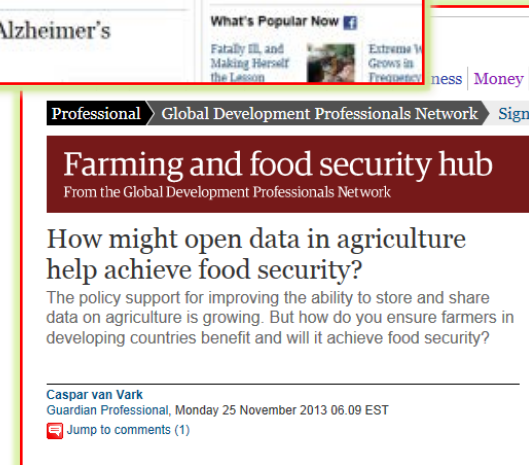 Alzheimer's
What's Popular Now
Fatally Ill, and
Making Herself
the Lesson
Extreme
Grows in
Frequency
ness Money
Professional Global Development Professionals Network Sign
Farming and food security hub
From the Global Development Professionals Network
How might open data in agriculture
help achieve food security?
The policy support for improving the ability to store and share
data on agriculture is growing. But how do you ensure farmers in
developing countries benefit and will it achieve food security?
Caspar van Vark
Guardian Professional, Monday 25 November 2013 06.09 EST
Jump to comments (1)